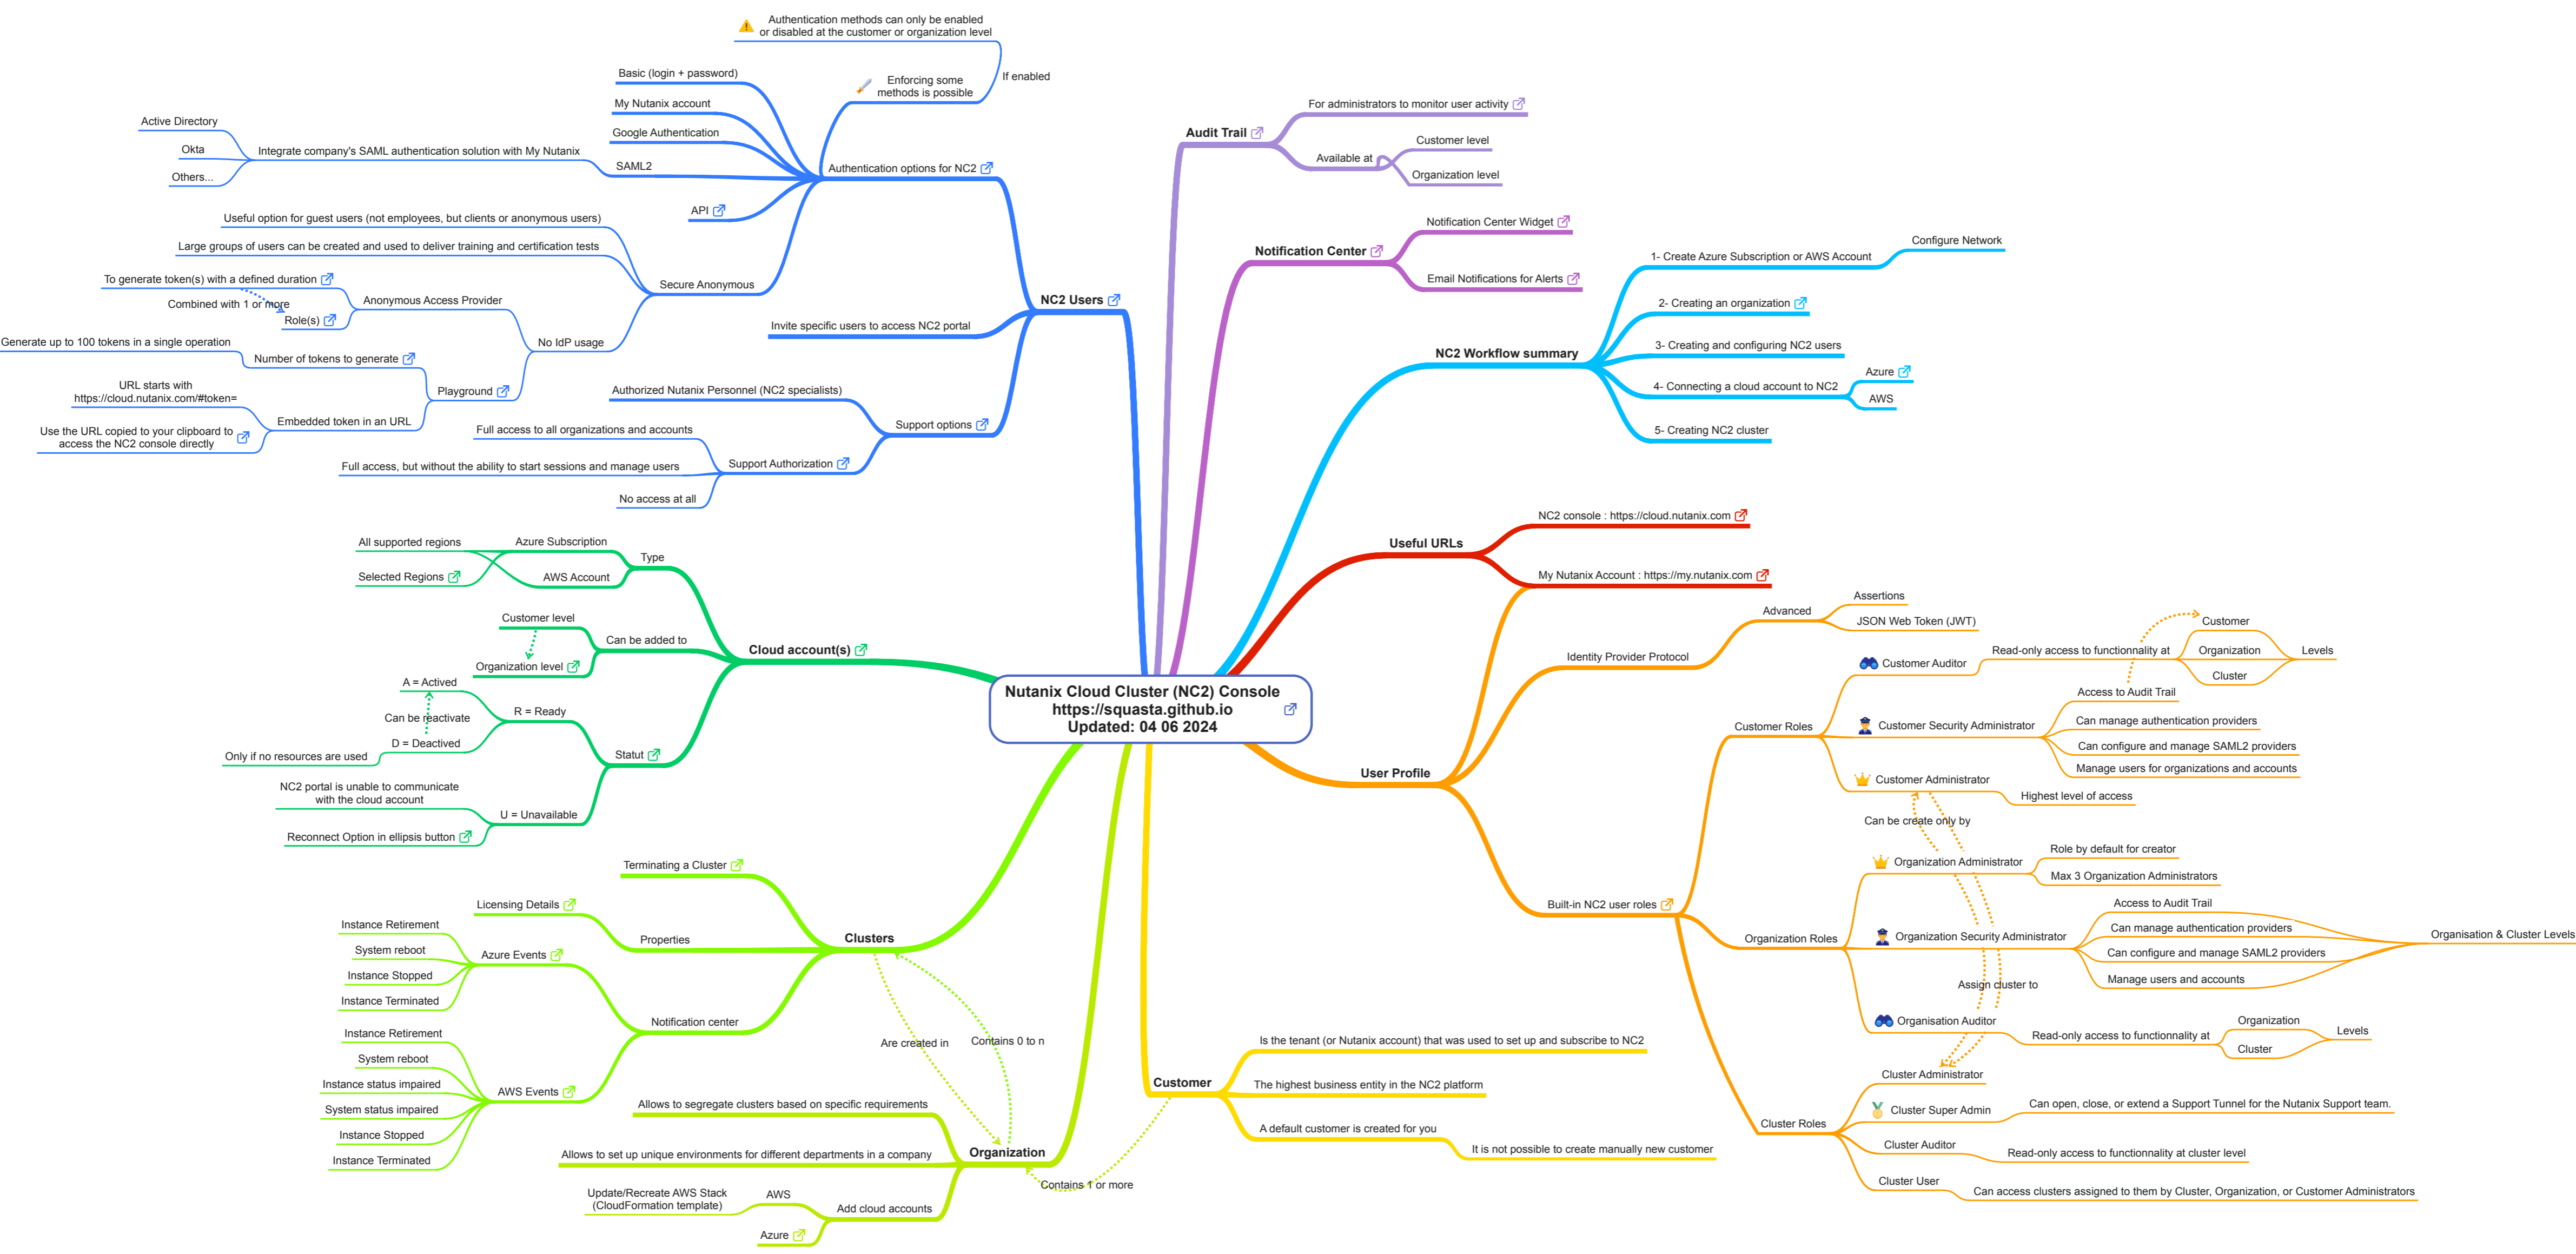 Nutanix Cloud Cluster (NC2) Console
https://squasta.github.io
Updated: 04 06 2024
Audit Trail
For administrators to monitor user activity
Available at
Customer level
Organization level
Notification Center
Notification Center Widget
Email Notifications for Alerts
NC2 Workflow summary
1- Create Azure Subscription or AWS Account
Configure Network
2- Creating an organization
3- Creating and configuring NC2 users
4- Connecting a cloud account to NC2
Azure
AWS
5- Creating NC2 cluster
Useful URLs
NC2 console : https://cloud.nutanix.com
My Nutanix Account : https://my.nutanix.com
User Profile
Identity Provider Protocol
Advanced
Assertions
JSON Web Token (JWT)
Built-in NC2 user roles
Customer Roles
Customer Auditor
Read-only access to functionnality at
Customer
Organization
Cluster
Levels
Customer Security Administrator
Access to Audit Trail
Can manage authentication providers
Can configure and manage SAML2 providers
Manage users for organizations and accounts
Customer Administrator
Highest level of access
Can be create only by
Organization Roles
Organization Administrator
Role by default for creator
Max 3 Organization Administrators
Organization Security Administrator
Access to Audit Trail
Can manage authentication providers
Can configure and manage SAML2 providers
Manage users and accounts
Organisation & Cluster Levels
Assign cluster to
Organisation Auditor
Read-only access to functionnality at
Organization
Cluster
Levels
Cluster Roles
Cluster Administrator
Cluster Super Admin
Can open, close, or extend a Support Tunnel for the Nutanix Support team.
Cluster Auditor
Read-only access to functionnality at cluster level
Cluster User
Can access clusters assigned to them by Cluster, Organization, or Customer Administrators
Customer
Is the tenant (or Nutanix account) that was used to set up and subscribe to NC2
The highest business entity in the NC2 platform
A default customer is created for you
It is not possible to create manually new customer
Contains 1 or more
Organization
Allows to segregate clusters based on specific requirements
Allows to set up unique environments for different departments in a company
Add cloud accounts
AWS
Update/Recreate AWS Stack
(CloudFormation template)
Azure
Contains 0 to n
Are created in
Clusters
Terminating a Cluster
Properties
Licensing Details
Notification center
Azure Events
Instance Retirement
System reboot
Instance Stopped
Instance Terminated
AWS Events
Instance Retirement
System reboot
Instance status impaired
System status impaired
Instance Stopped
Instance Terminated
Cloud account(s)
Type
Azure Subscription
AWS Account
All supported regions
Selected Regions
Can be added to
Customer level
Organization level
Statut
R = Ready
A = Actived
Can be reactivate
D = Deactived
Only if no resources are used
U = Unavailable
NC2 portal is unable to communicate
with the cloud account
Reconnect Option in ellipsis button
NC2 Users
Authentication options for NC2
Enforcing some
methods is possible
If enabled
Authentication methods can only be enabled
or disabled at the customer or organization level
Basic (login + password)
My Nutanix account
Google Authentication
SAML2
Integrate company's SAML authentication solution with My Nutanix
Active Directory
Okta
Others...
API
Secure Anonymous
Useful option for guest users (not employees, but clients or anonymous users)
Large groups of users can be created and used to deliver training and certification tests
No IdP usage
Anonymous Access Provider
To generate token(s) with a defined duration
Combined with 1 or more
Role(s)
Playground
Number of tokens to generate
Generate up to 100 tokens in a single operation
Embedded token in an URL
URL starts with
https://cloud.nutanix.com/#token=
Use the URL copied to your clipboard to
access the NC2 console directly
Invite specific users to access NC2 portal
Support options
Authorized Nutanix Personnel (NC2 specialists)
Support Authorization
Full access to all organizations and accounts
Full access, but without the ability to start sessions and manage users
No access at all